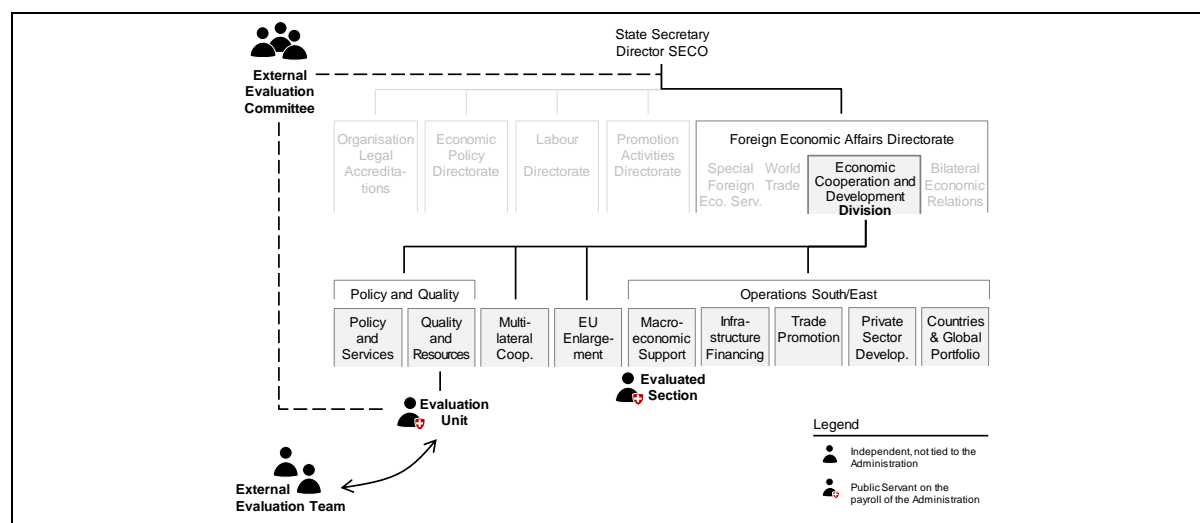 State Secretary
Director SECO
External
Evaluation
Committee
Organisation
Legal
Accredita-
tions
Economic
Policy
Directorate
Labour
Directorate
Promotion
Activities
Directorate
Foreign Economic Affairs Directorate
Special
Foreign
Eco. Serv.
World
Trade
Economic
Cooperation and
Development
Division
Bilateral
Economic
Relations
Policy and Quality
Operations South/East
Policy
and
Services
Quality
and
Resources
Multi-
lateral
Coop.
EU
Enlarge-
ment
Macro-
economic
Support
Infra-
structure
Financing
Trade
Promotion
Private
Sector
Develop.
Countries
& Global
Portfolio
Evaluated
Section
Evaluation
Unit
External
Evaluation Team
Legend
Independent, not tied to the
Administration
Public Servant on the
payroll of the Administration